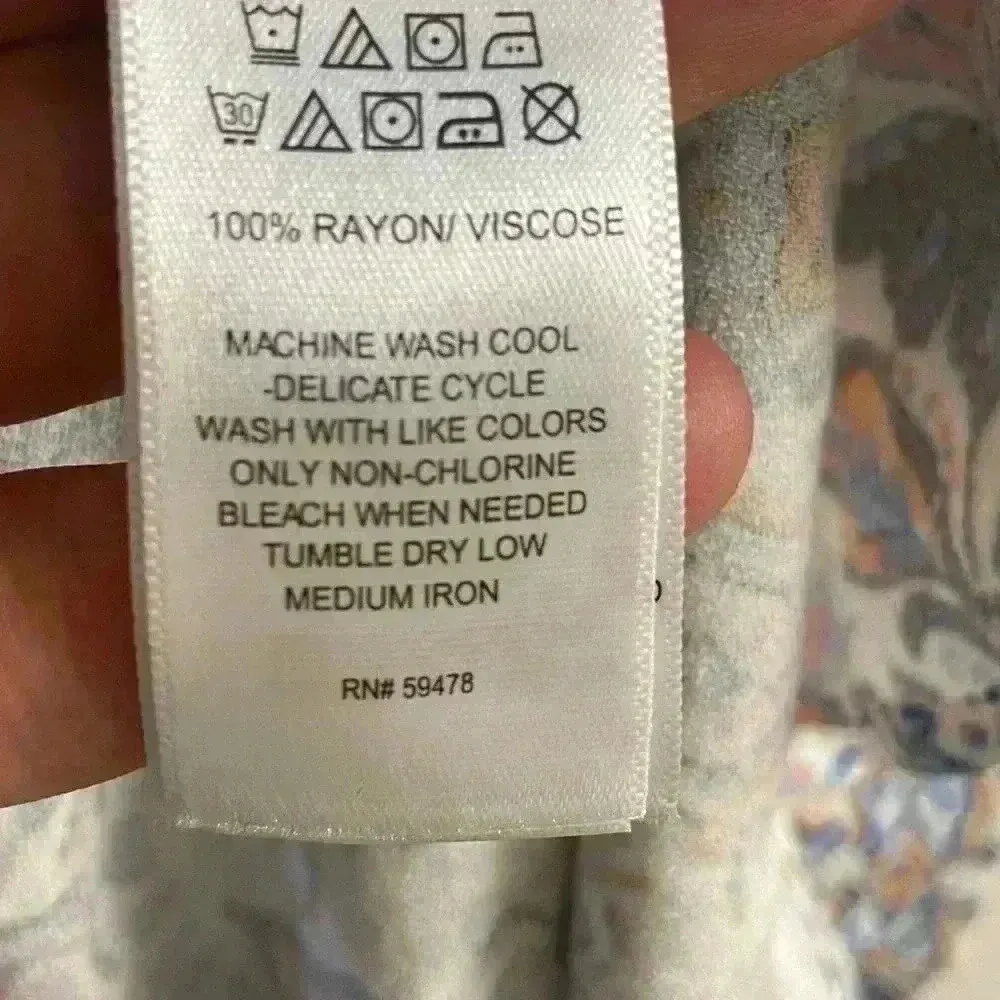 30
100% RAYON/ VISCOSE
MACHINE WASH COOL
-DELICATE CYCLE
WASH WITH LIKE COLORS
ONLY NON-CHLORINE
BLEACH WHEN NEEDED
TUMBLE DRY LOW
MEDIUM IRON
RN# 59478